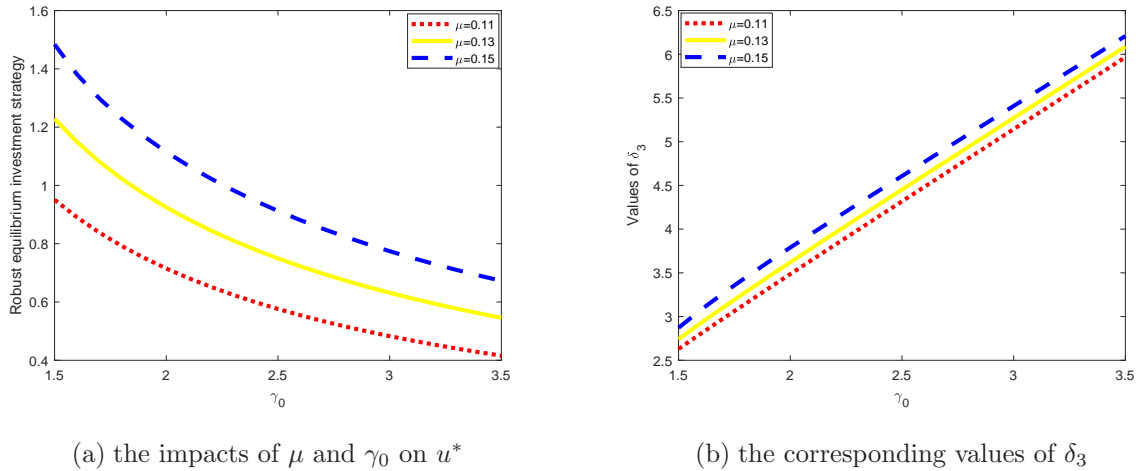 1.6
1.4
1.2
1
0.8
0.6
0.4
1.5
2
2.5
3
3.5
Robust equilibrium investment strategy
γ0
μ=0.11
μ=0.13
μ=0.15
(a) the impacts of μ and γ0 on u*
6.5
6
5.5
5
4.5
4
3.5
3
2.5
1.5
2
2.5
3
3.5
Values of δ3
γ0
μ=0.11
μ=0.13
μ=0.15
(b) the corresponding values of δ3